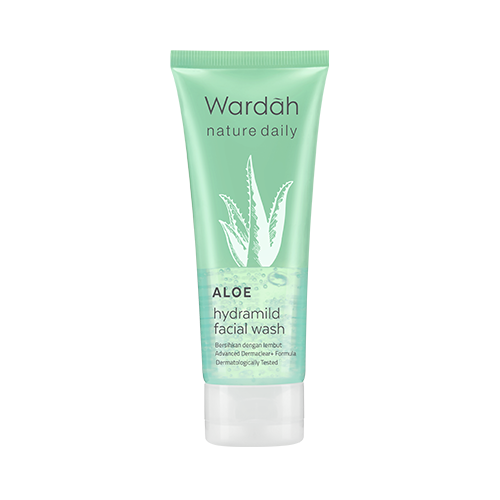 Wardah
nature daily
ALOE
hydramild
facial wash
Bersihkan dengan lembut
Advanced Dermaclear+ Formula
Dermatologically Tested